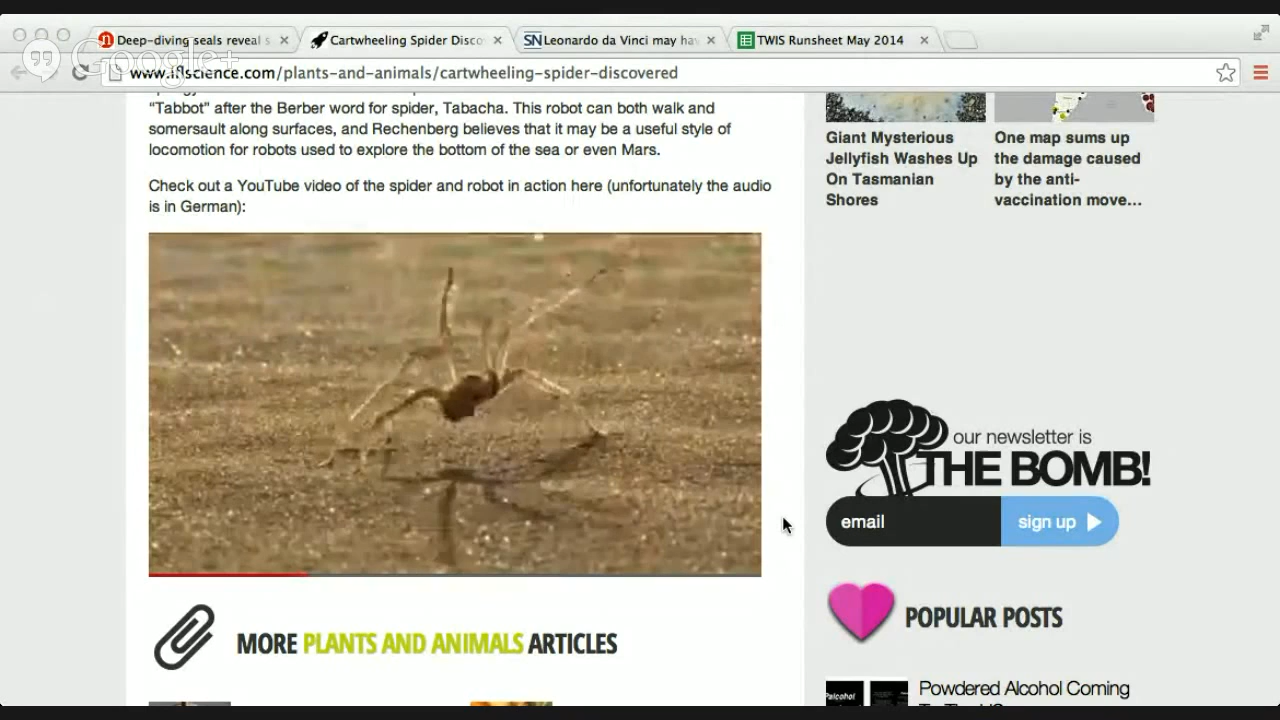 Deep-diving seals reveal s
Cartwheeling Spider Disco
SN Leonardo da Vinci may hav
TWIS Runsheet May 2014
Google+
www.iflscience.com/plants-and-animals/cartwheeling-spider-discovered
"Tabbot" after the Berber word for spider, Tabacha. This robot can both walk and
somersault along surfaces, and Rechenberg believes that it may be a useful style of
locomotion for robots used to explore the bottom of the sea or even Mars.
Check out a YouTube video of the spider and robot in action here (unfortunately the audio
is in German):
MORE PLANTS AND ANIMALS ARTICLES
Giant Mysterious
Jellyfish Washes Up
On Tasmanian
Shores
One map sums up
the damage caused
by the anti-
vaccination move...
our newsletter is
THE BOMB!
email
sign up
POPULAR POSTS
Palcohol
Powdered Alcohol Coming